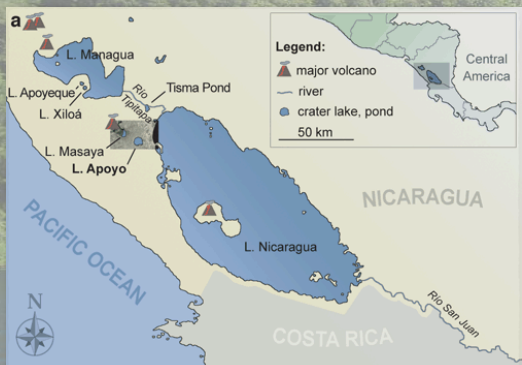 a
L. Managua
L. Apoyeque
L. Xiloá
Río
Tipitapa
Tisma Pond
L. Masaya
L. Apoyo
Legend:
major volcano
river
crater lake, pond
50 km
Central
America
NICARAGUA
L. Nicaragua
PACIFIC OCEAN
Río San Juan
N
COSTA RICA